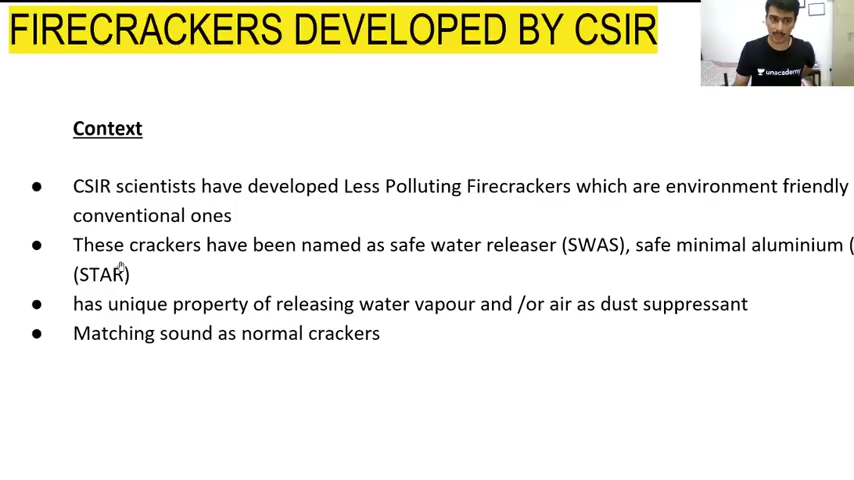 FIRECRACKERS DEVELOPED BY CSIR
unacademy
Context
● CSIR scientists have developed Less Polluting Firecrackers which are environment friendly
conventional ones
● These crackers have been named as safe water releaser (SWAS), safe minimal aluminium (
(STAR)
● has unique property of releasing water vapour and /or air as dust suppressant
● Matching sound as normal crackers